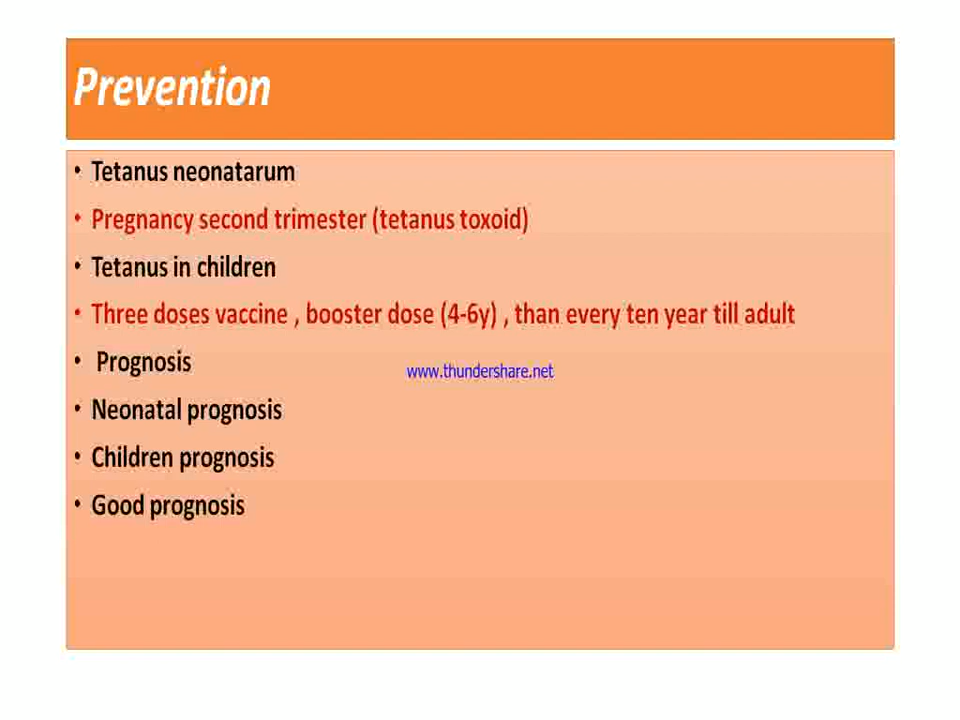 Prevention
• Tetanus neonatarum
• Pregnancy second trimester (tetanus toxoid)
• Tetanus in children
• Three doses vaccine , booster dose (4-6y) , than every ten year till adult
• Prognosis
www.thundershare.net
• Neonatal prognosis
• Children prognosis
• Good prognosis